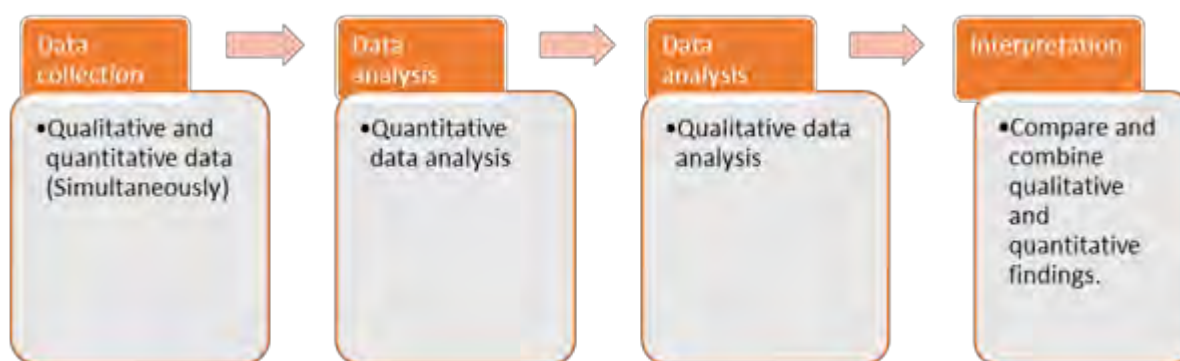 Data
collection
•Qualitative and
quantitative data
(Simultaneously)
Data
analysis
•Quantitative
data analysis
Data
analysis
•Qualitative data
analysis
Interpretation
•Compare and
combine
qualitative
and
quantitative
findings.